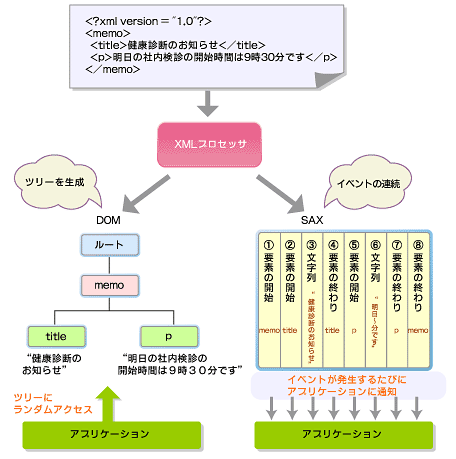 <?xml version="1.0"?>
<memo>
<title>健康診断のお知らせ</title>
<p>明日の社内検診の開始時間は9時30分です</p>
</memo>
XMLプロセッサ
ツリーを生成
イベントの連続
DOM
SAX
ルート
memo
title
p
“健康診断の
お知らせ”
“明日の社内検診の
開始時間は9時30分です”
ツリーに
ランダムアクセス
アプリケーション
①要素の開始 memo
②要素の開始 title
③文字列 “健康診断のお知らせ”
④要素の終わり title
⑤要素の開始 p
⑥文字列 “明日～分です”
⑦要素の終わり p
⑧要素の終わり memo
イベントが発生するたびに
アプリケーションに通知
アプリケーション